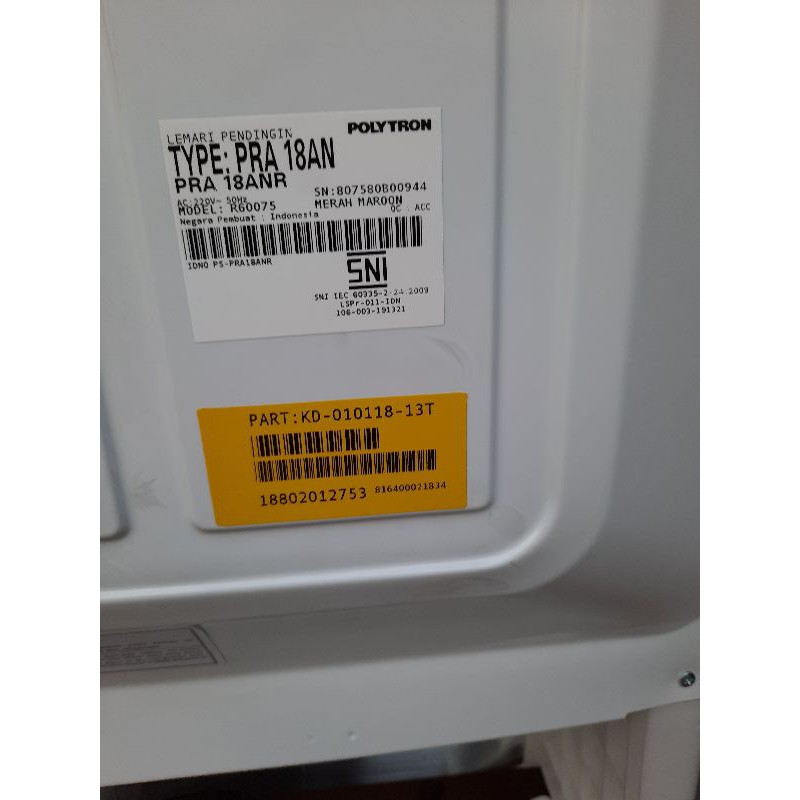 LEMARI PENDINGIN POLYTRON
TYPE: PRA 18AN
PRA 18ANR SN:807580B00944
AC 220V~ 50Hz
MODEL: R60075 MERAH MAROON
QC : ACC
Negara Pembuat : Indonesia
IDNO PS-PRA18ANR
SNI
SNI IEC 60335-2-24:2009
LSPr-011-IDN
106-003-191321
PART:KD-010118-13T
18802012753 816400021834